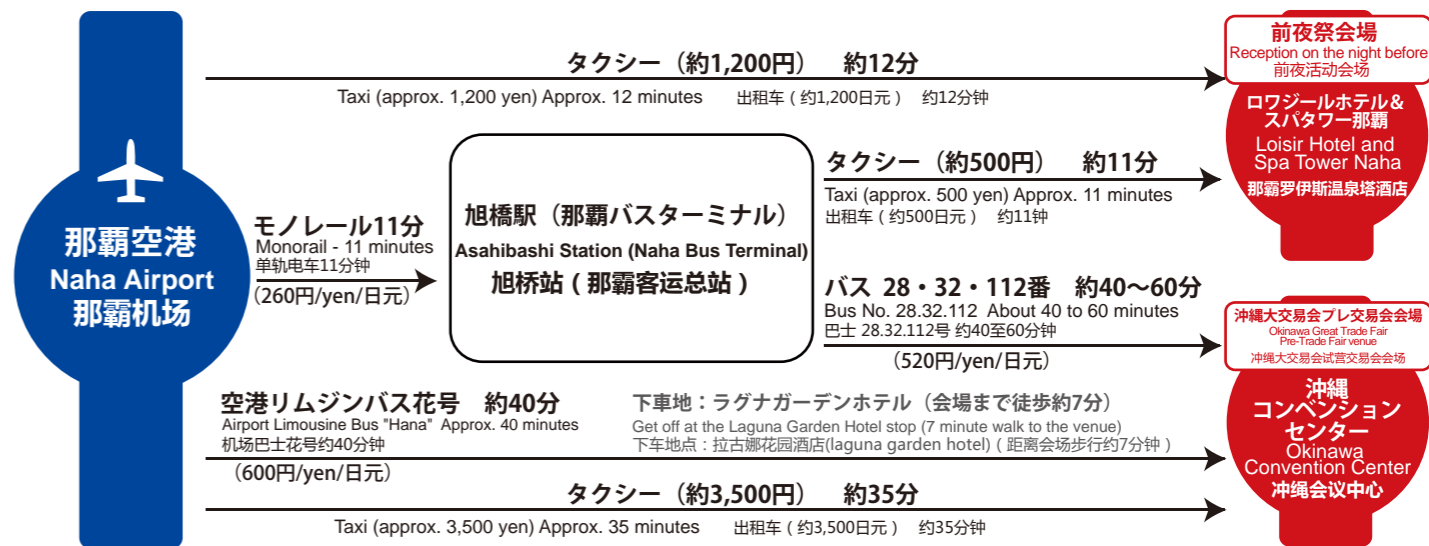 那覇空港
Naha Airport
那霸机场
タクシー（約1,200円）　約12分
Taxi (approx. 1,200 yen) Approx. 12 minutes　出租车（约1,200日元）　约12分钟
モノレール11分
Monorail - 11 minutes
单轨电车11分钟
（260円/yen/日元）
旭橋駅（那覇バスターミナル）
Asahibashi Station (Naha Bus Terminal)
旭桥站（那霸客运总站）
タクシー（約500円）　約11分
Taxi (approx. 500 yen) Approx. 11 minutes
出租车（约500日元）　约11钟
バス 28・32・112番　約40〜60分
Bus No. 28.32.112 About 40 to 60 minutes
巴士 28.32.112号 约40至60分钟
（520円/yen/日元）
空港リムジンバス花号　約40分
Airport Limousine Bus "Hana" Approx. 40 minutes
机场巴士花号约40分钟
（600円/yen/日元）
下車地：ラグナガーデンホテル（会場まで徒歩約7分）
Get off at the Laguna Garden Hotel stop (7 minute walk to the venue)
下车地点：拉古娜花园酒店(laguna garden hotel)（距离会场步行约7分钟）
タクシー（約3,500円）　約35分
Taxi (approx. 3,500 yen) Approx. 35 minutes　出租车（约3,500日元）　约35分钟
前夜祭会場
Reception on the night before
前夜活动会场
ロワジールホテル＆
スパタワー那覇
Loisir Hotel and
Spa Tower Naha
那霸罗伊斯温泉塔酒店
沖縄大交易会プレ交易会会場
Okinawa Great Trade Fair
Pre-Trade Fair venue
冲绳大交易会试营交易会会场
沖縄
コンベンション
センター
Okinawa
Convention Center
冲绳会议中心